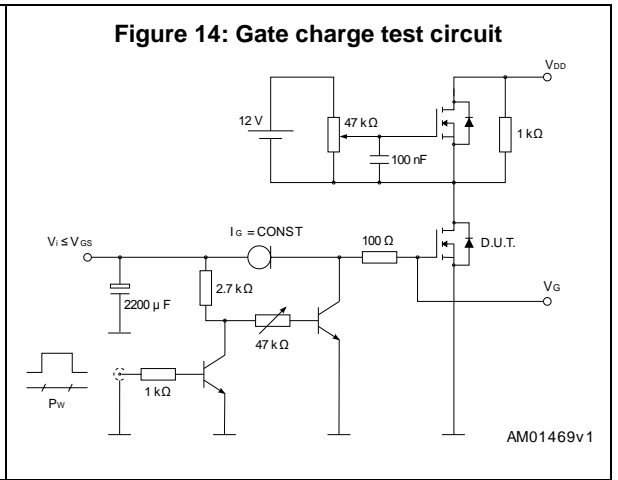 Figure 14: Gate charge test circuit
VDD
12 V
47 kΩ
1 kΩ
100 nF
Vi ≤ VGS
IG = CONST
100 Ω
D.U.T.
2.7 kΩ
VG
2200 μF
47 kΩ
1 kΩ
PW
AM01469v1